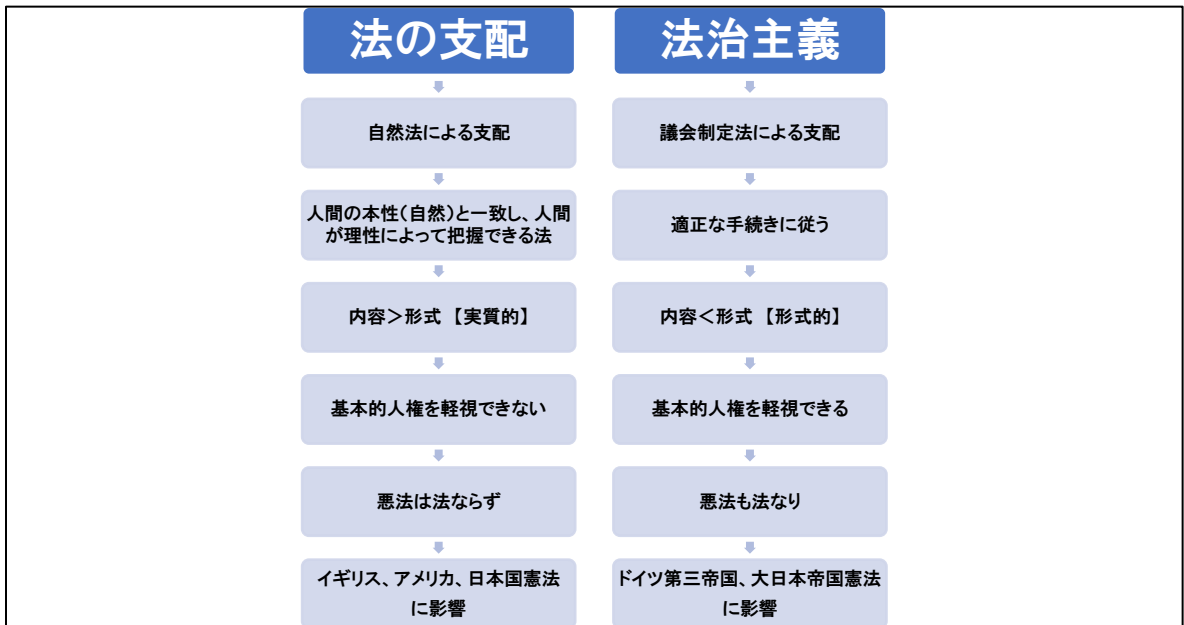 法の支配
自然法による支配
人間の本性(自然)と一致し、人間
が理性によって把握できる法
内容>形式 【実質的】
基本的人権を軽視できない
悪法は法ならず
イギリス、アメリカ、日本国憲法
に影響
法治主義
議会制定法による支配
適正な手続きに従う
内容<形式 【形式的】
基本的人権を軽視できる
悪法も法なり
ドイツ第三帝国、大日本帝国憲法
に影響